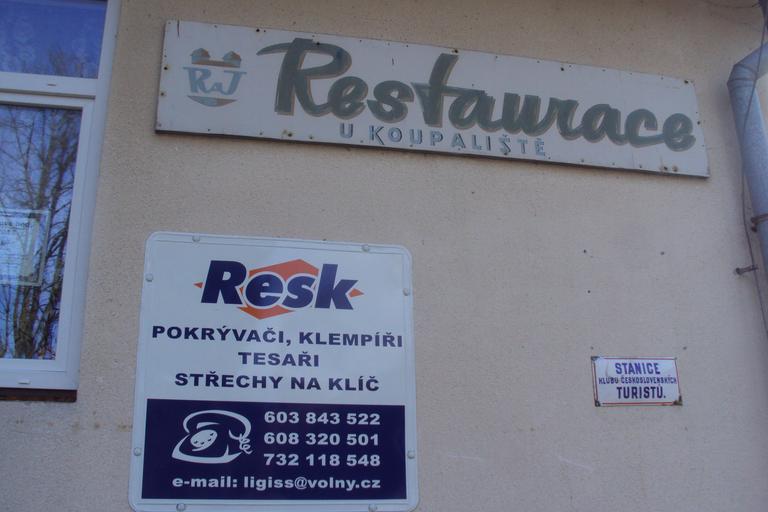 RaJ
Restaurace
U KOUPALIŠTĚ
Resk
POKRÝVAČI, KLEMPÍŘI
TESAŘI
STŘECHY NA KLÍČ
603 843 522
608 320 501
732 118 548
e-mail: ligiss@volny.cz
STANICE
KLUBU ČESKOSLOVENSKÝCH
TURISTŮ.